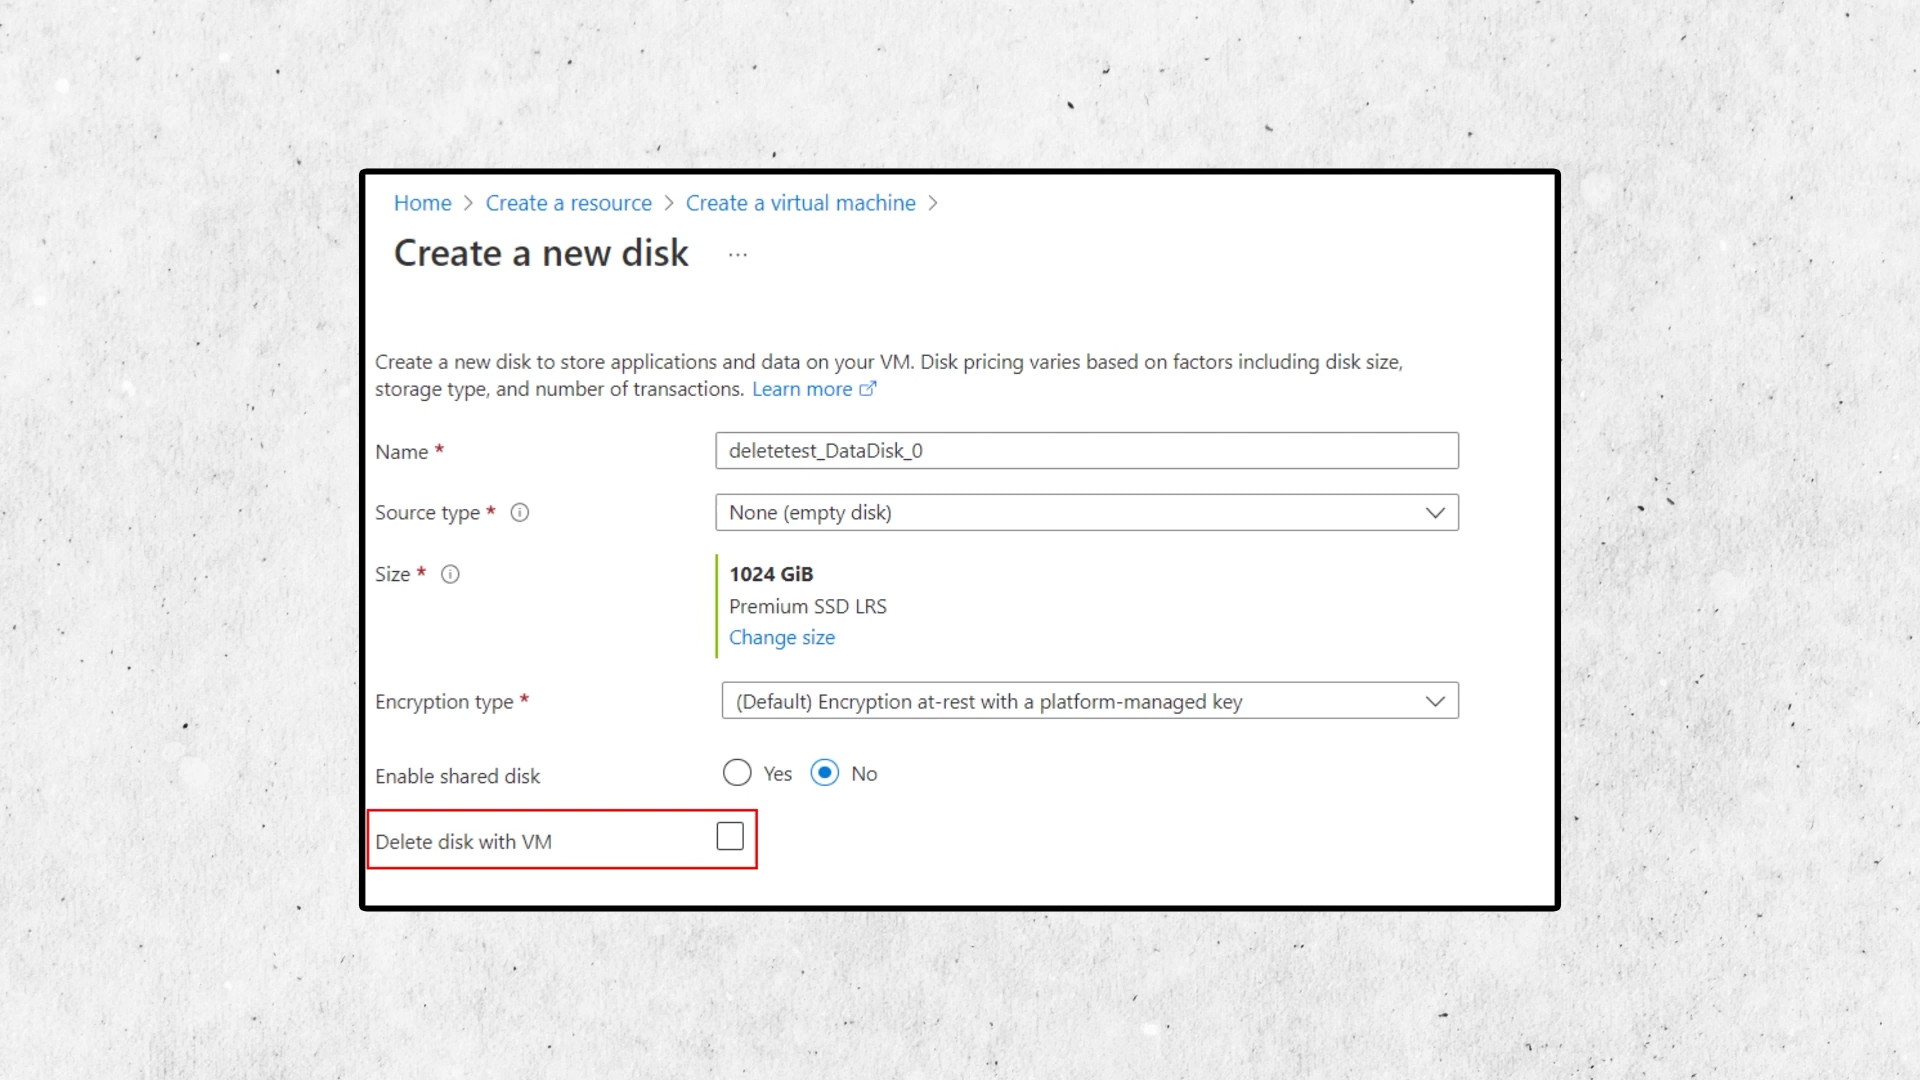 Home > Create a resource > Create a virtual machine >
Create a new disk ...
Create a new disk to store applications and data on your VM. Disk pricing varies based on factors including disk size,
storage type, and number of transactions. Learn more
Name * deletetest_DataDisk_0
Source type * None (empty disk)
Size * 1024 GiB
Premium SSD LRS
Change size
Encryption type * (Default) Encryption at-rest with a platform-managed key
Enable shared disk Yes No
Delete disk with VM